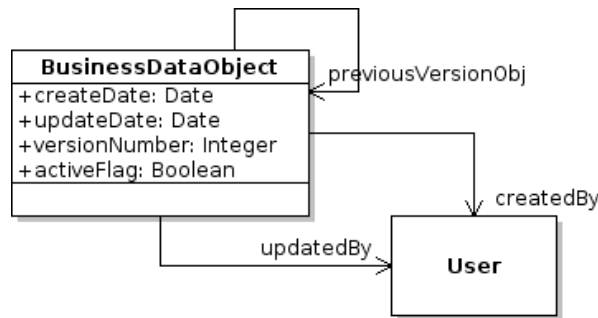 BusinessDataObject
previousVersionObj
+createDate: Date
+updateDate: Date
+versionNumber: Integer
+activeFlag: Boolean
createdBy
updatedBy
User